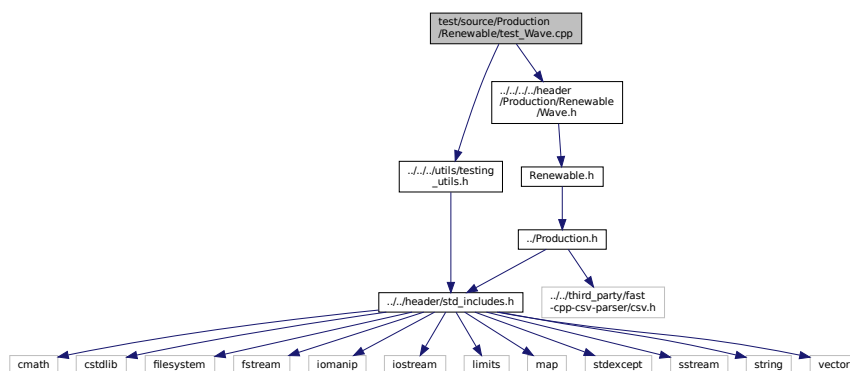 test/source/Production
/Renewable/test_Wave.cpp
../../../../header
/Production/Renewable
/Wave.h
../../../utils/testing
_utils.h
Renewable.h
../Production.h
../../header/std_includes.h
../../third_party/fast
-cpp-csv-parser/csv.h
cmath
cstdlib
filesystem
fstream
iomanip
iostream
limits
map
stdexcept
sstream
string
vector